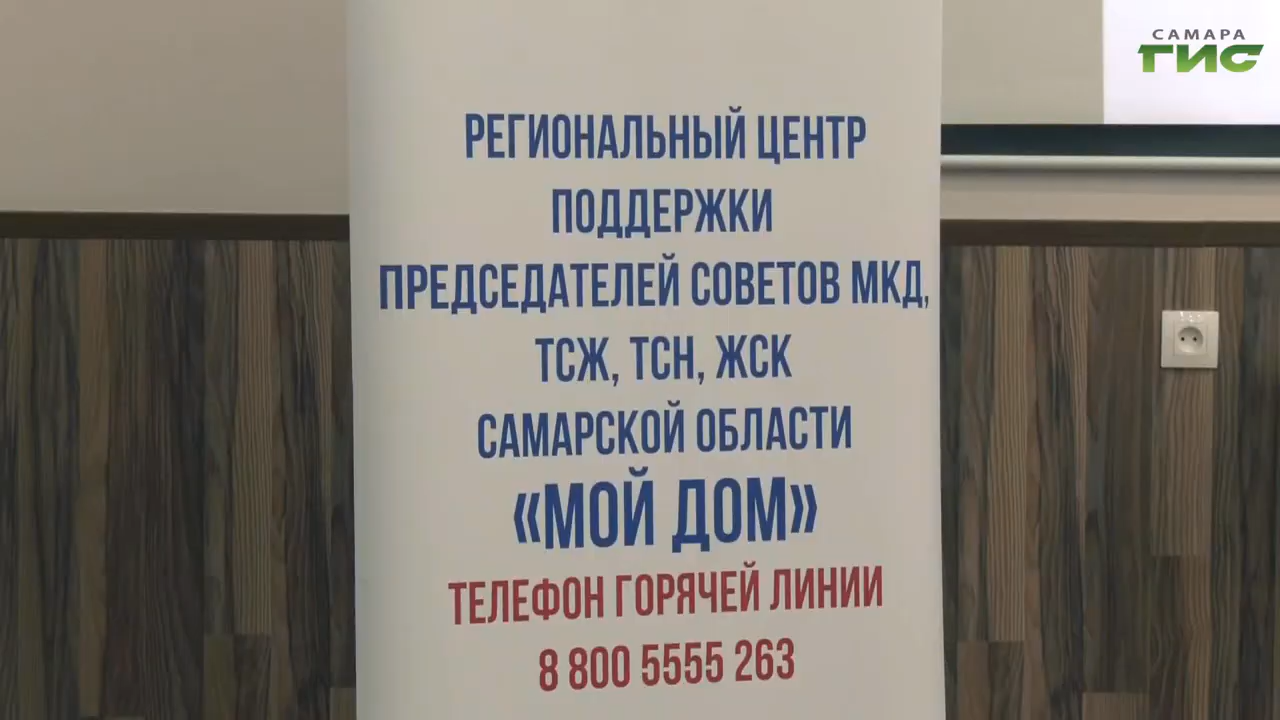 САМАРА
ГИС
РЕГИОНАЛЬНЫЙ ЦЕНТР
ПОДДЕРЖКИ
ПРЕДСЕДАТЕЛЕЙ СОВЕТОВ МКД,
ТСЖ, ТСН, ЖСК
САМАРСКОЙ ОБЛАСТИ
«МОЙ ДОМ»
ТЕЛЕФОН ГОРЯЧЕЙ ЛИНИИ
8 800 5555 263